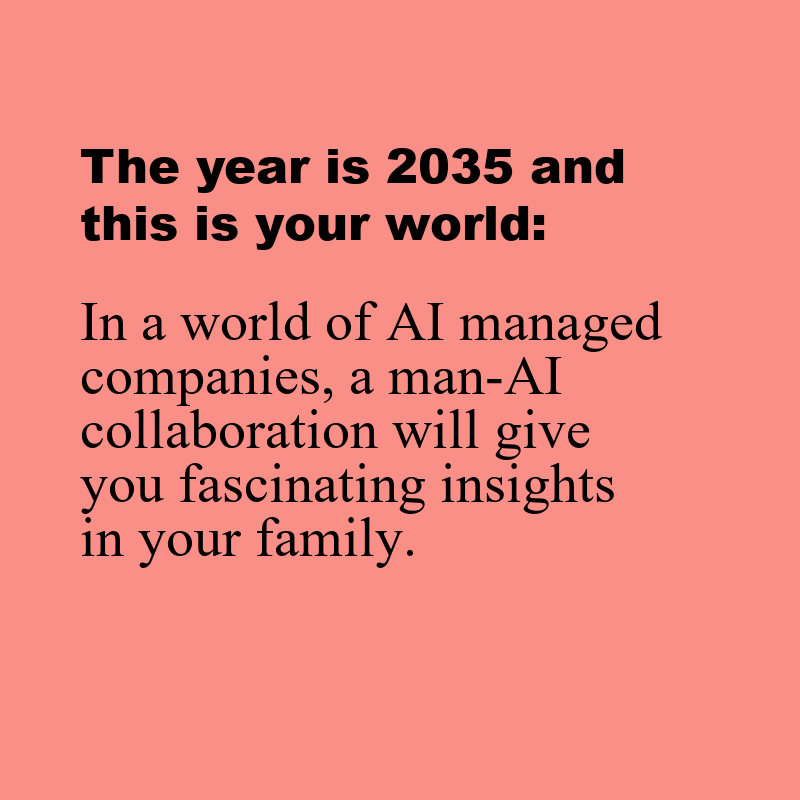 The year is 2035 and
this is your world:
In a world of AI managed
companies, a man-AI
collaboration will give
you fascinating insights
in your family.